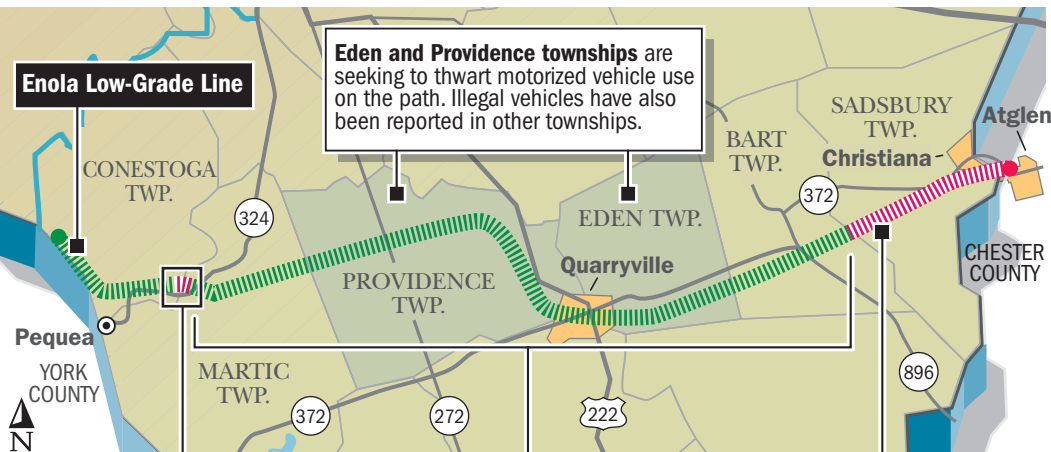 Enola Low-Grade Line
Eden and Providence townships are
seeking to thwart motorized vehicle use
on the path. Illegal vehicles have also
been reported in other townships.
CONESTOGA
TWP.
324
SADSBURY
TWP.
Atglen
BART
TWP.
Christiana
372
EDEN TWP.
CHESTER
COUNTY
Quarryville
PROVIDENCE
TWP.
Pequea
YORK
COUNTY
MARTIC
TWP.
372
272
222
896
N